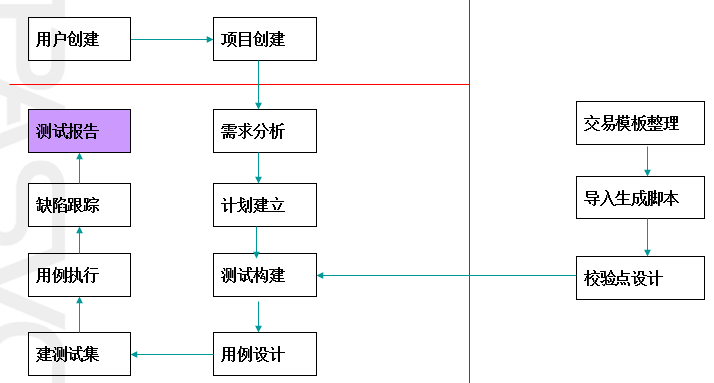 用户创建
项目创建
测试报告
需求分析
交易模板整理
缺陷跟踪
计划建立
导入生成脚本
用例执行
测试构建
校验点设计
建测试集
用例设计